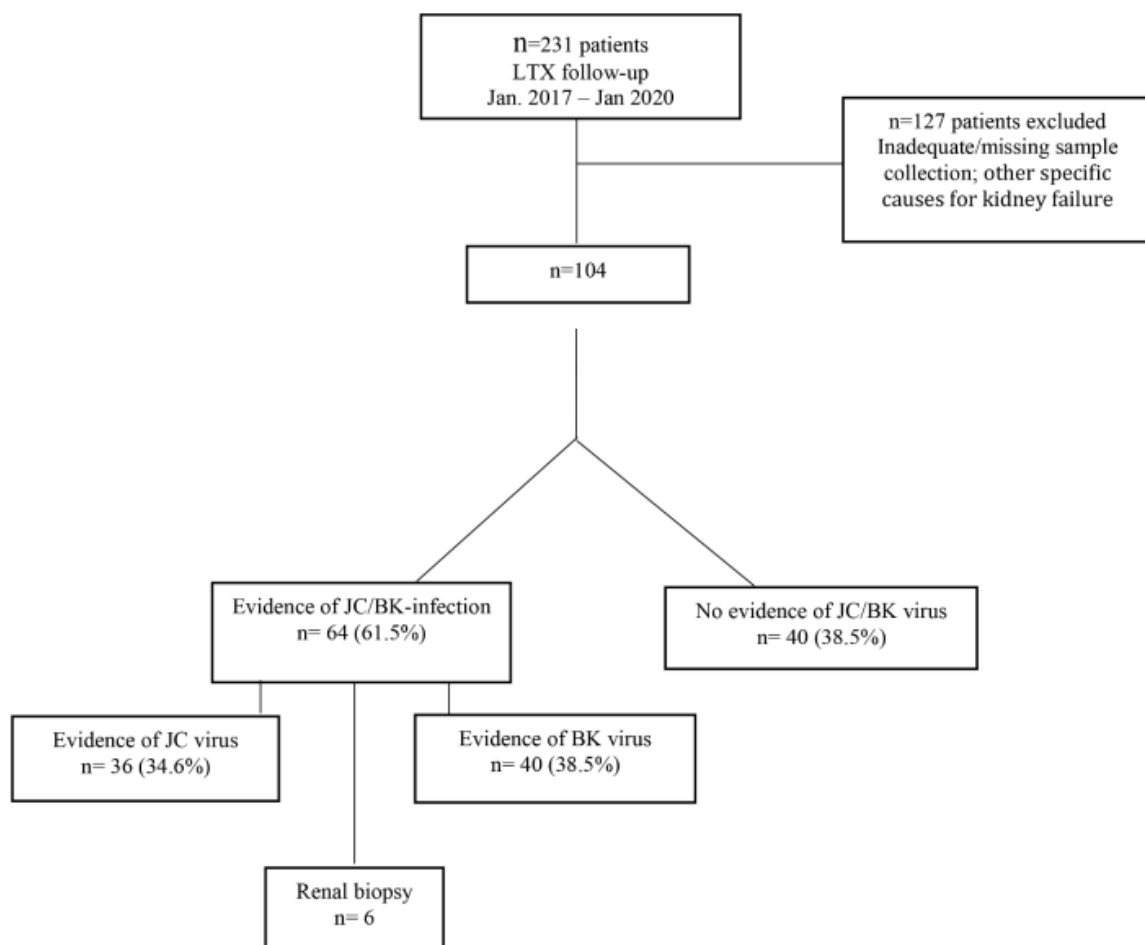 n=231 patients
LTX follow-up
Jan. 2017 – Jan 2020
n=127 patients excluded
Inadequate/missing sample
collection; other specific
causes for kidney failure
n=104
Evidence of JC/BK-infection
n= 64 (61.5%)
No evidence of JC/BK virus
n= 40 (38.5%)
Evidence of JC virus
n= 36 (34.6%)
Evidence of BK virus
n= 40 (38.5%)
Renal biopsy
n= 6